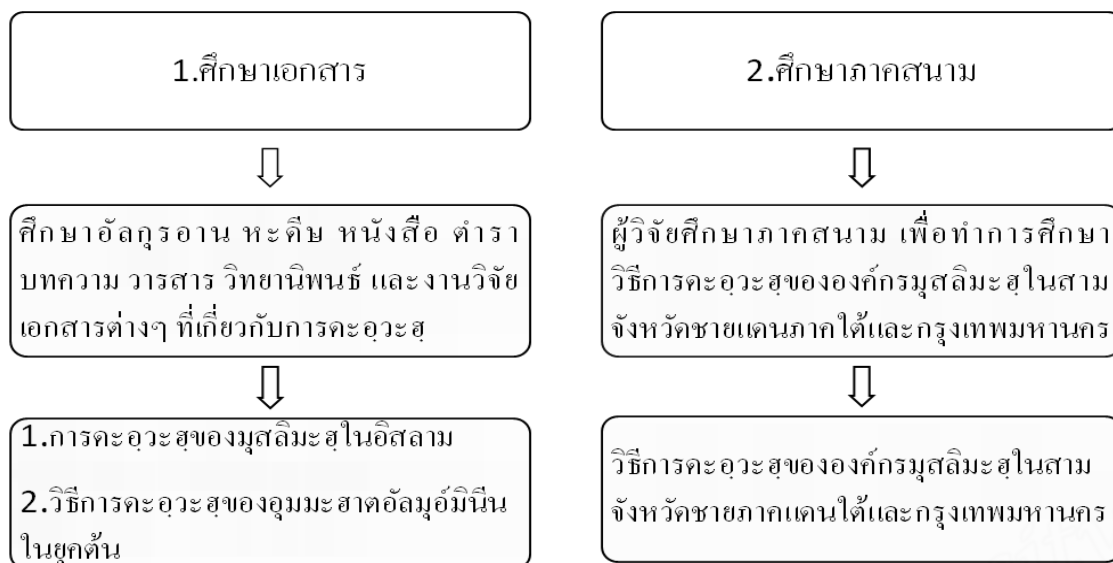 1.ศึกษาเอกสาร
ศึกษาอัลกุรอาน หะดีษ หนังสือ ตำรา
บทความ วารสาร วิทยานิพนธ์ และงานวิจัย
เอกสารต่างๆ ที่เกี่ยวกับการดะอฺวะฮฺ
1.การดะอฺวะฮฺของมุสลิมะฮฺในอิสลาม
2.วิธีการดะอฺวะฮฺของอุมมะฮาตอัลมุอ์มินีน
ในยุคต้น
2.ศึกษาภาคสนาม
ผู้วิจัยศึกษาภาคสนาม เพื่อทำการศึกษา
วิธีการดะอฺวะฮฺขององค์กรมุสลิมะฮฺในสาม
จังหวัดชายแดนภาคใต้และกรุงเทพมหานคร
วิธีการดะอฺวะฮฺขององค์กรมุสลิมะฮฺในสาม
จังหวัดชายภาคแดนใต้และกรุงเทพมหานคร